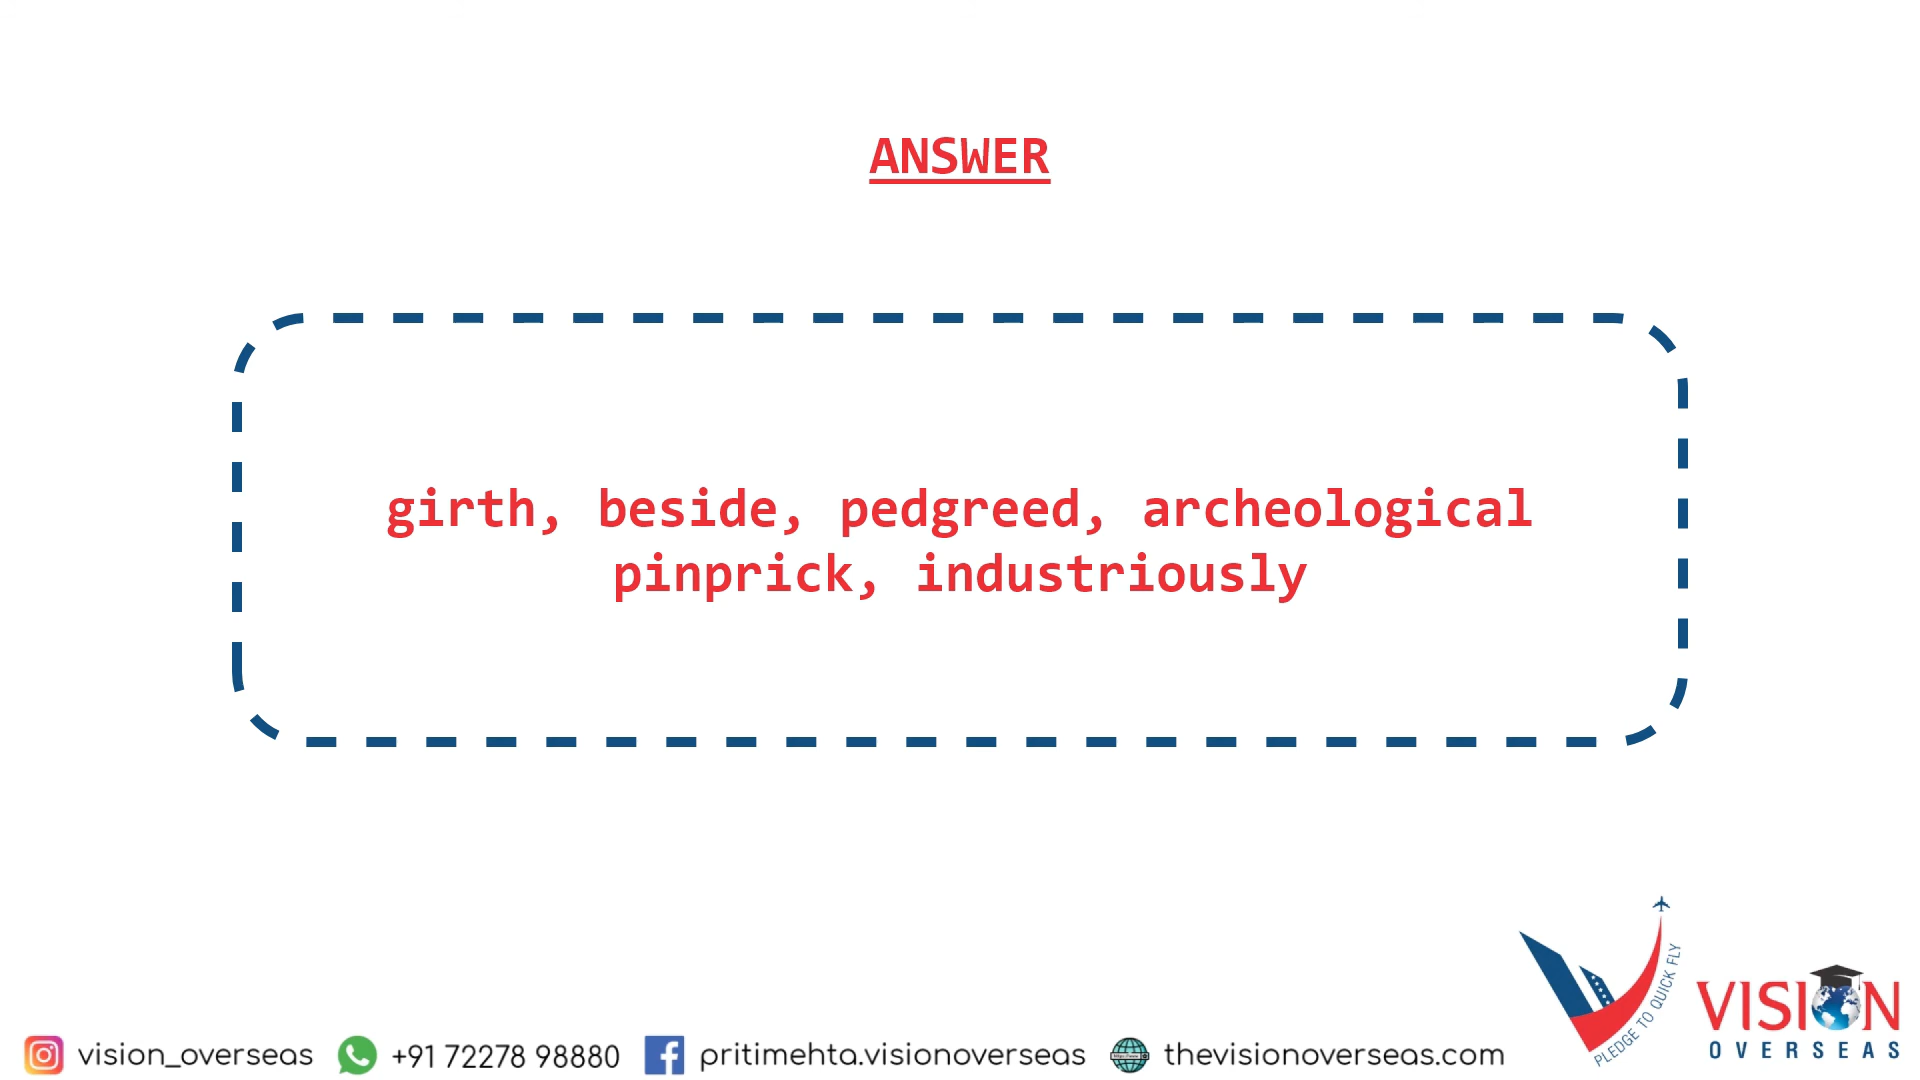 ANSWER
girth, beside, pedgreed, archeological
pinprick, industriously
PLEDGE TO QUICK FLY
VISION
OVERSEAS
vision_overseas +91 72278 98880 pritimehta.visionoverseas thevisionoverseas.com